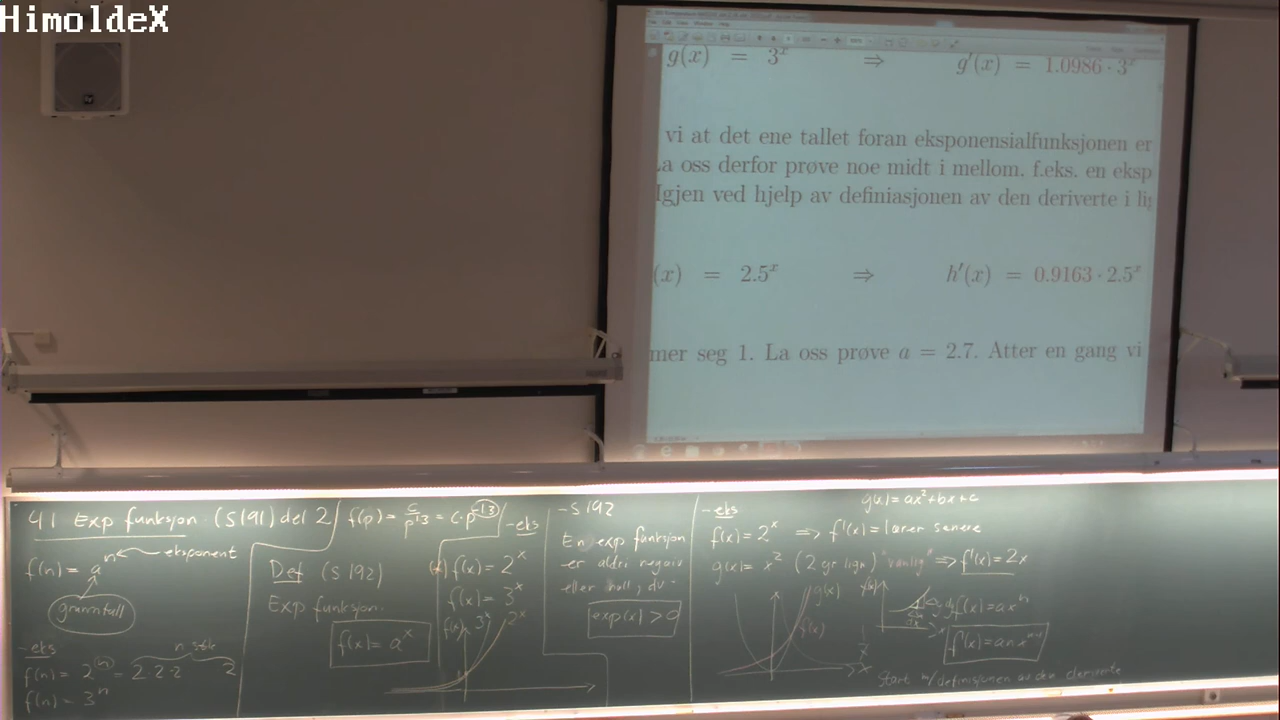 HimoldeX
g(x) = 3^x ⇒ g'(x) = 1.0986 · 3^x
vi at det ene tallet foran eksponensialfunksjonen er
La oss derfor prøve noe midt i mellom, f.eks. en eksp
Igjen ved hjelp av definiasjonen av den deriverte i lig
(x) = 2.5^x ⇒ h'(x) = 0.9163 · 2.5^x
mer seg 1. La oss prøve a = 2.7. Atter en gang vi
4.1 Exp funksjon (S 191) del 2
f(n) = a^n ← eksponent
grunntall
-eks
n stk
f(n) = 2^n = 2·2·2 2
f(n) = 3^n
f(p) = c/p^1.3 = c·p^-1.3
Def (S 192)
Exp funksjon:
f(x) = a^x
-eks
f(x) = 2^x
f(x) = 3^x
f(x) 3^x 2^x
-S 192
En exp funksjon
-er aldri negativ
eller null, dv
exp(x) > 0
-eks
g(x) = ax²+bx+c
f(x) = 2^x ⇒ f'(x) = lærer senere
g(x) = x² (2 gr lign) "vanlig" ⇒ f'(x) = 2x
g(x)
f(x)
x
f(x) = ax^n
f'(x) = an x^n-1
Start m/definisjonen av den deriverte